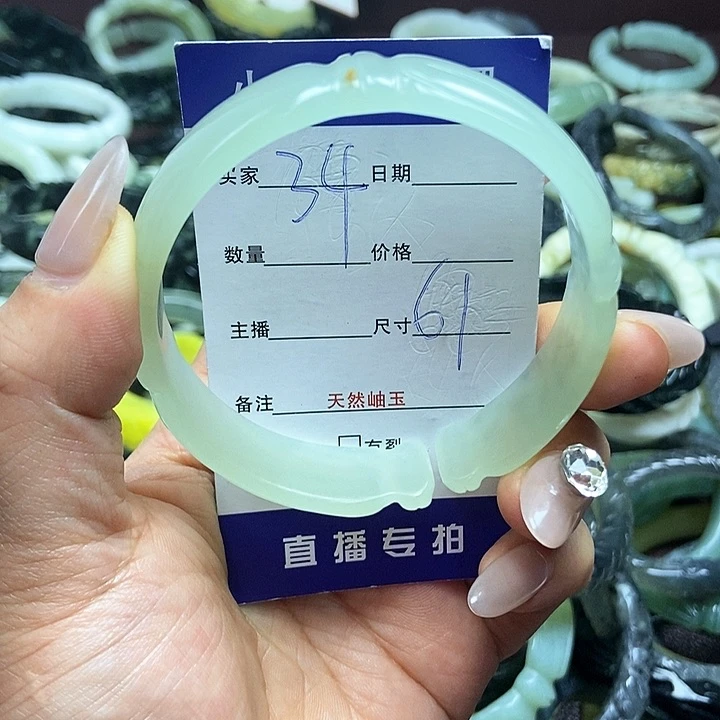 买家 34 日期
数量 价格
主播 尺寸 61
备注 天然岫玉
直播专拍